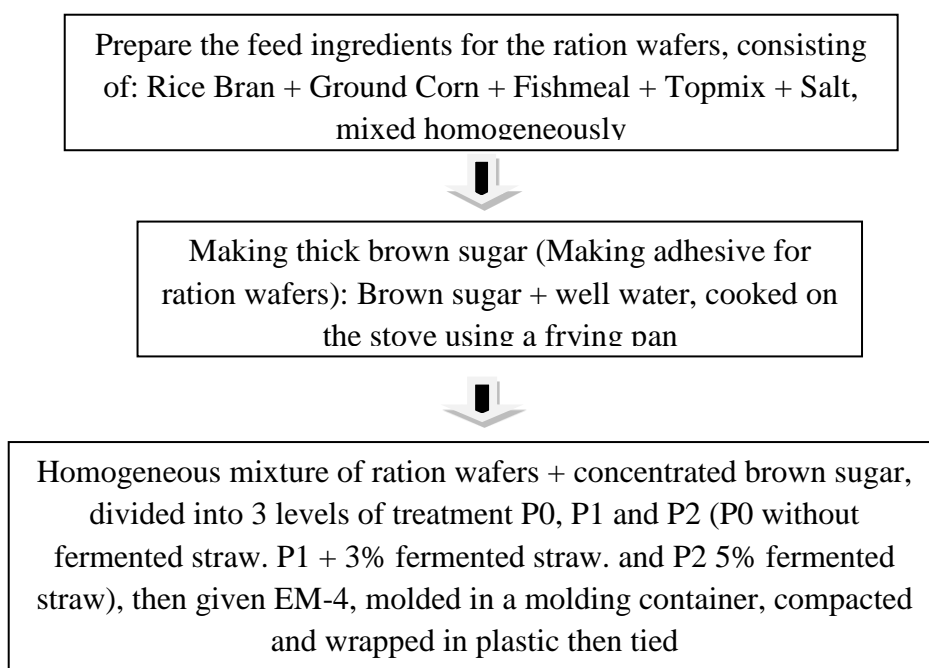 Prepare the feed ingredients for the ration wafers, consisting
of: Rice Bran + Ground Corn + Fishmeal + Topmix + Salt,
mixed homogeneously
Making thick brown sugar (Making adhesive for
ration wafers): Brown sugar + well water, cooked on
the stove using a frying pan
Homogeneous mixture of ration wafers + concentrated brown sugar,
divided into 3 levels of treatment P0, P1 and P2 (P0 without
fermented straw. P1 + 3% fermented straw. and P2 5% fermented
straw), then given EM-4, molded in a molding container, compacted
and wrapped in plastic then tied